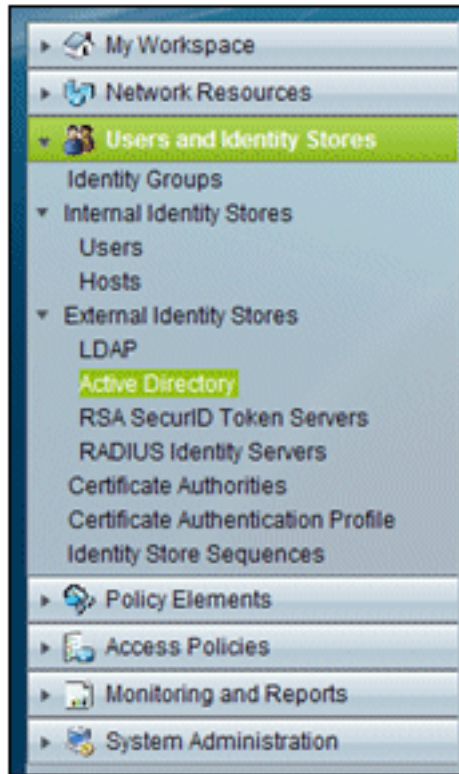 My Workspace
Network Resources
Users and Identity Stores
Identity Groups
Internal Identity Stores
Users
Hosts
External Identity Stores
LDAP
Active Directory
RSA SecurID Token Servers
RADIUS Identity Servers
Certificate Authorities
Certificate Authentication Profile
Identity Store Sequences
Policy Elements
Access Policies
Monitoring and Reports
System Administration